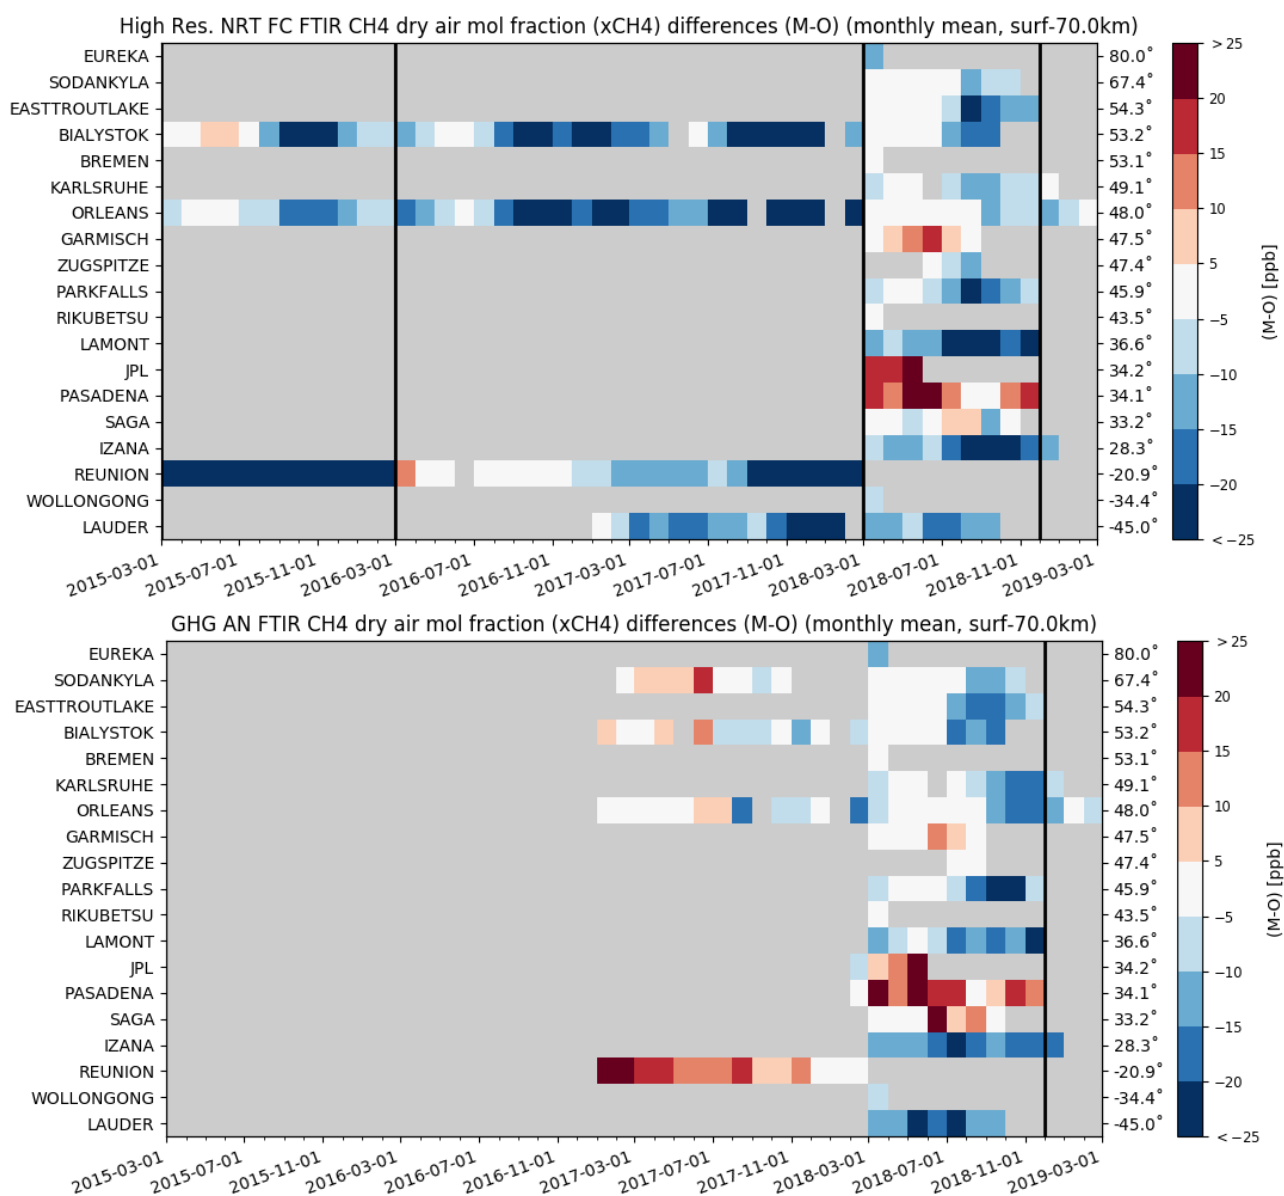 High Res. NRT FC FTIR CH4 dry air mol fraction (xCH4) differences (M-O) (monthly mean, surf-70.0km)
EUREKA 80.0˚
SODANKYLA 67.4˚
EASTTROUTLAKE 54.3˚
BIALYSTOK 53.2˚
BREMEN 53.1˚
KARLSRUHE 49.1˚
ORLEANS 48.0˚
GARMISCH 47.5˚
ZUGSPITZE 47.4˚
PARKFALLS 45.9˚
RIKUBETSU 43.5˚
LAMONT 36.6˚
JPL 34.2˚
PASADENA 34.1˚
SAGA 33.2˚
IZANA 28.3˚
REUNION -20.9˚
WOLLONGONG -34.4˚
LAUDER -45.0˚
2015-03-01 2015-07-01 2015-11-01 2016-03-01 2016-07-01 2016-11-01 2017-03-01 2017-07-01 2017-11-01 2018-03-01 2018-07-01 2018-11-01 2019-03-01
> 25
20
15
10
5
−5
−10
−15
−20
< −25
(M-O) [ppb]
GHG AN FTIR CH4 dry air mol fraction (xCH4) differences (M-O) (monthly mean, surf-70.0km)
EUREKA 80.0˚
SODANKYLA 67.4˚
EASTTROUTLAKE 54.3˚
BIALYSTOK 53.2˚
BREMEN 53.1˚
KARLSRUHE 49.1˚
ORLEANS 48.0˚
GARMISCH 47.5˚
ZUGSPITZE 47.4˚
PARKFALLS 45.9˚
RIKUBETSU 43.5˚
LAMONT 36.6˚
JPL 34.2˚
PASADENA 34.1˚
SAGA 33.2˚
IZANA 28.3˚
REUNION -20.9˚
WOLLONGONG -34.4˚
LAUDER -45.0˚
2015-03-01 2015-07-01 2015-11-01 2016-03-01 2016-07-01 2016-11-01 2017-03-01 2017-07-01 2017-11-01 2018-03-01 2018-07-01 2018-11-01 2019-03-01
> 25
20
15
10
5
−5
−10
−15
−20
< −25
(M-O) [ppb]